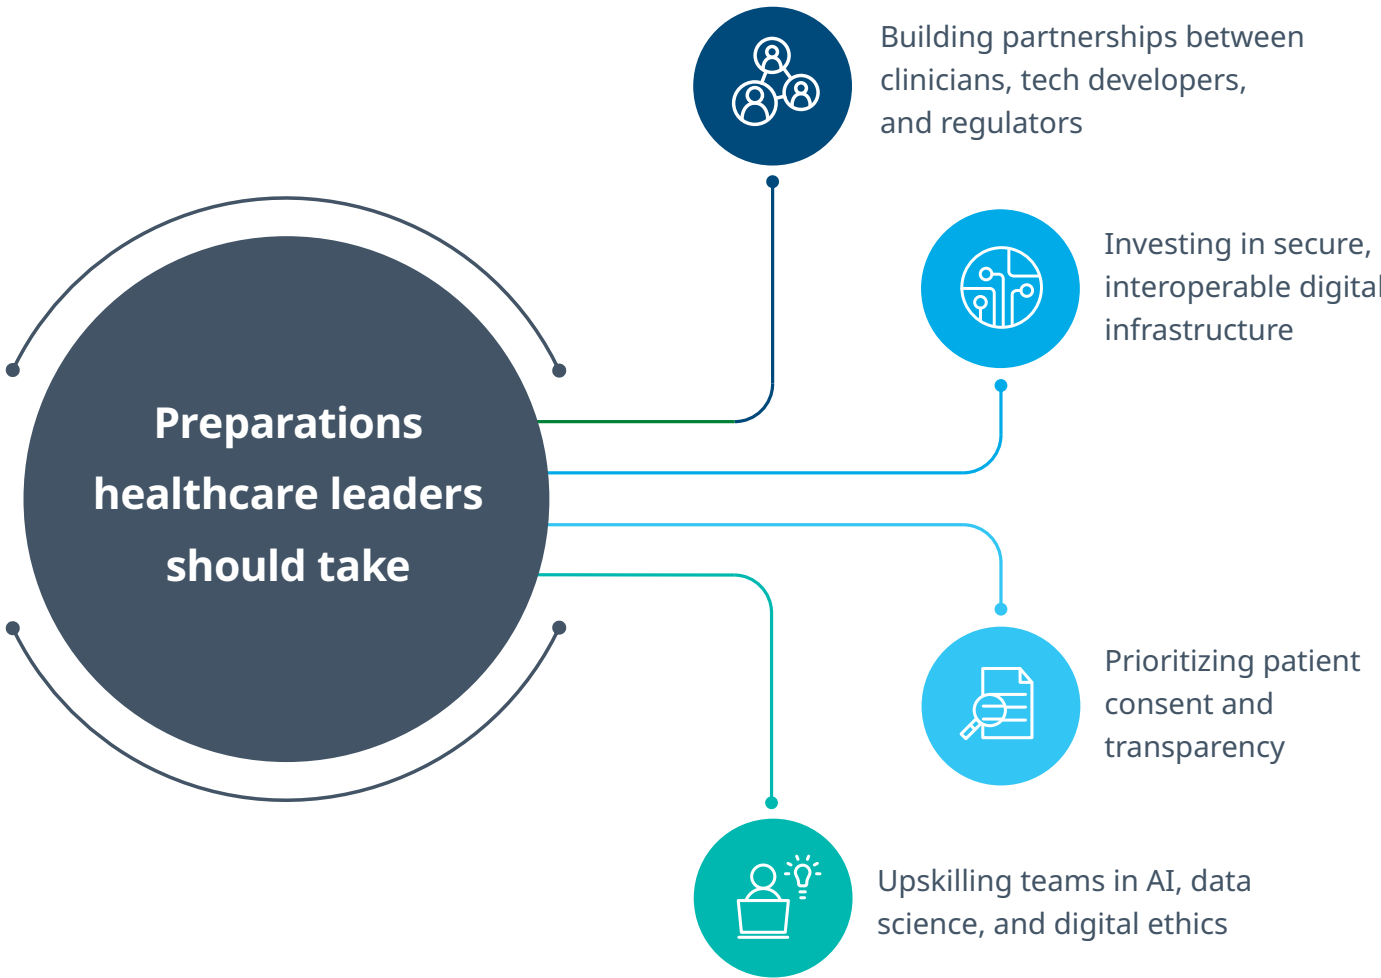 Preparations
healthcare leaders
should take
Building partnerships between
clinicians, tech developers,
and regulators
Investing in secure,
interoperable digital
infrastructure
Prioritizing patient
consent and
transparency
Upskilling teams in AI, data
science, and digital ethics